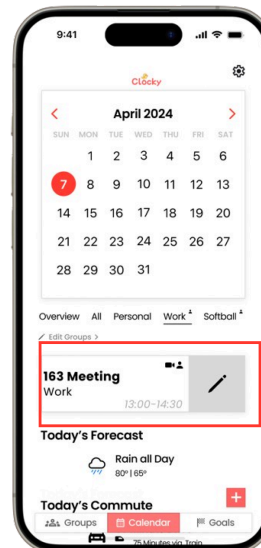 9:41
Clocky
April 2024
SUN MON TUE WED THU FRI SAT
1 2 3 4 5 6
7 8 9 10 11 12 13
14 15 16 17 18 19 20
21 22 23 24 25 26 27
28 29 30 31
Overview All Personal Work Softball
Edit Groups >
163 Meeting
Work
13:00-14:30
Today's Forecast
Rain all Day
80° | 65°
Today's Commute
+
Groups Calendar Goals
75 Minutes via Train